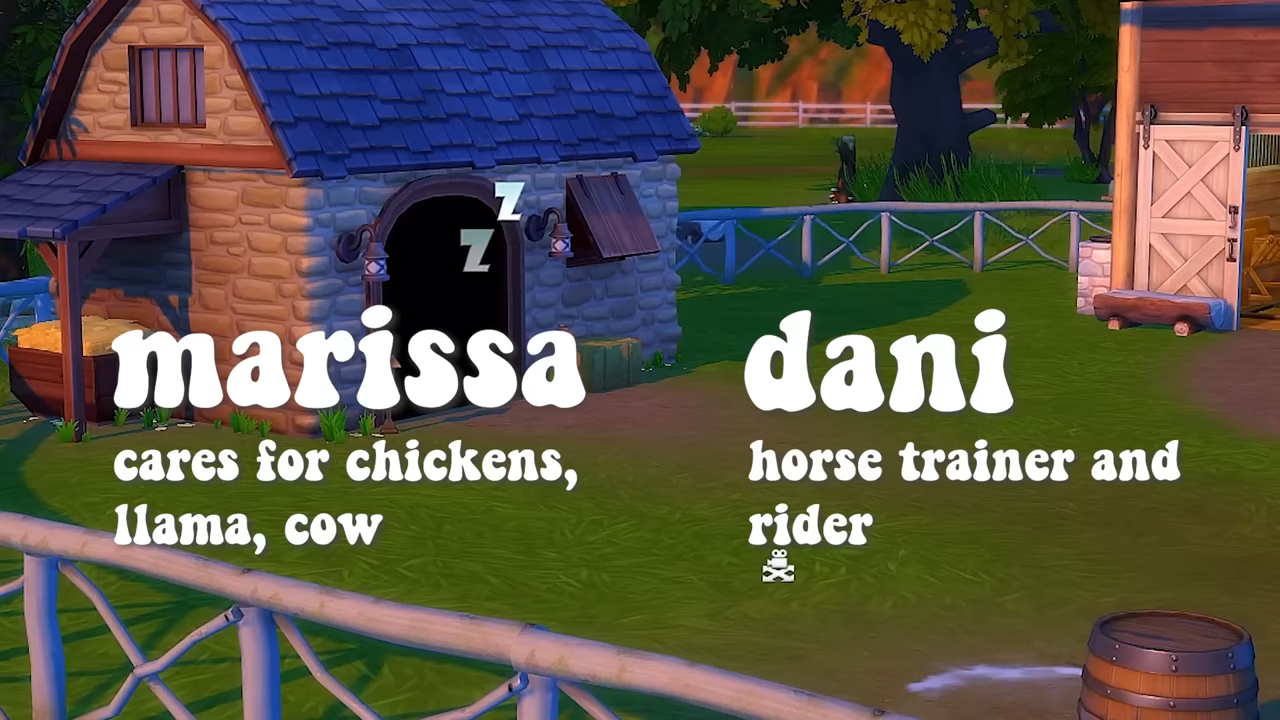 z
z
marissa
cares for chickens,
llama, cow
dani
horse trainer and
rider